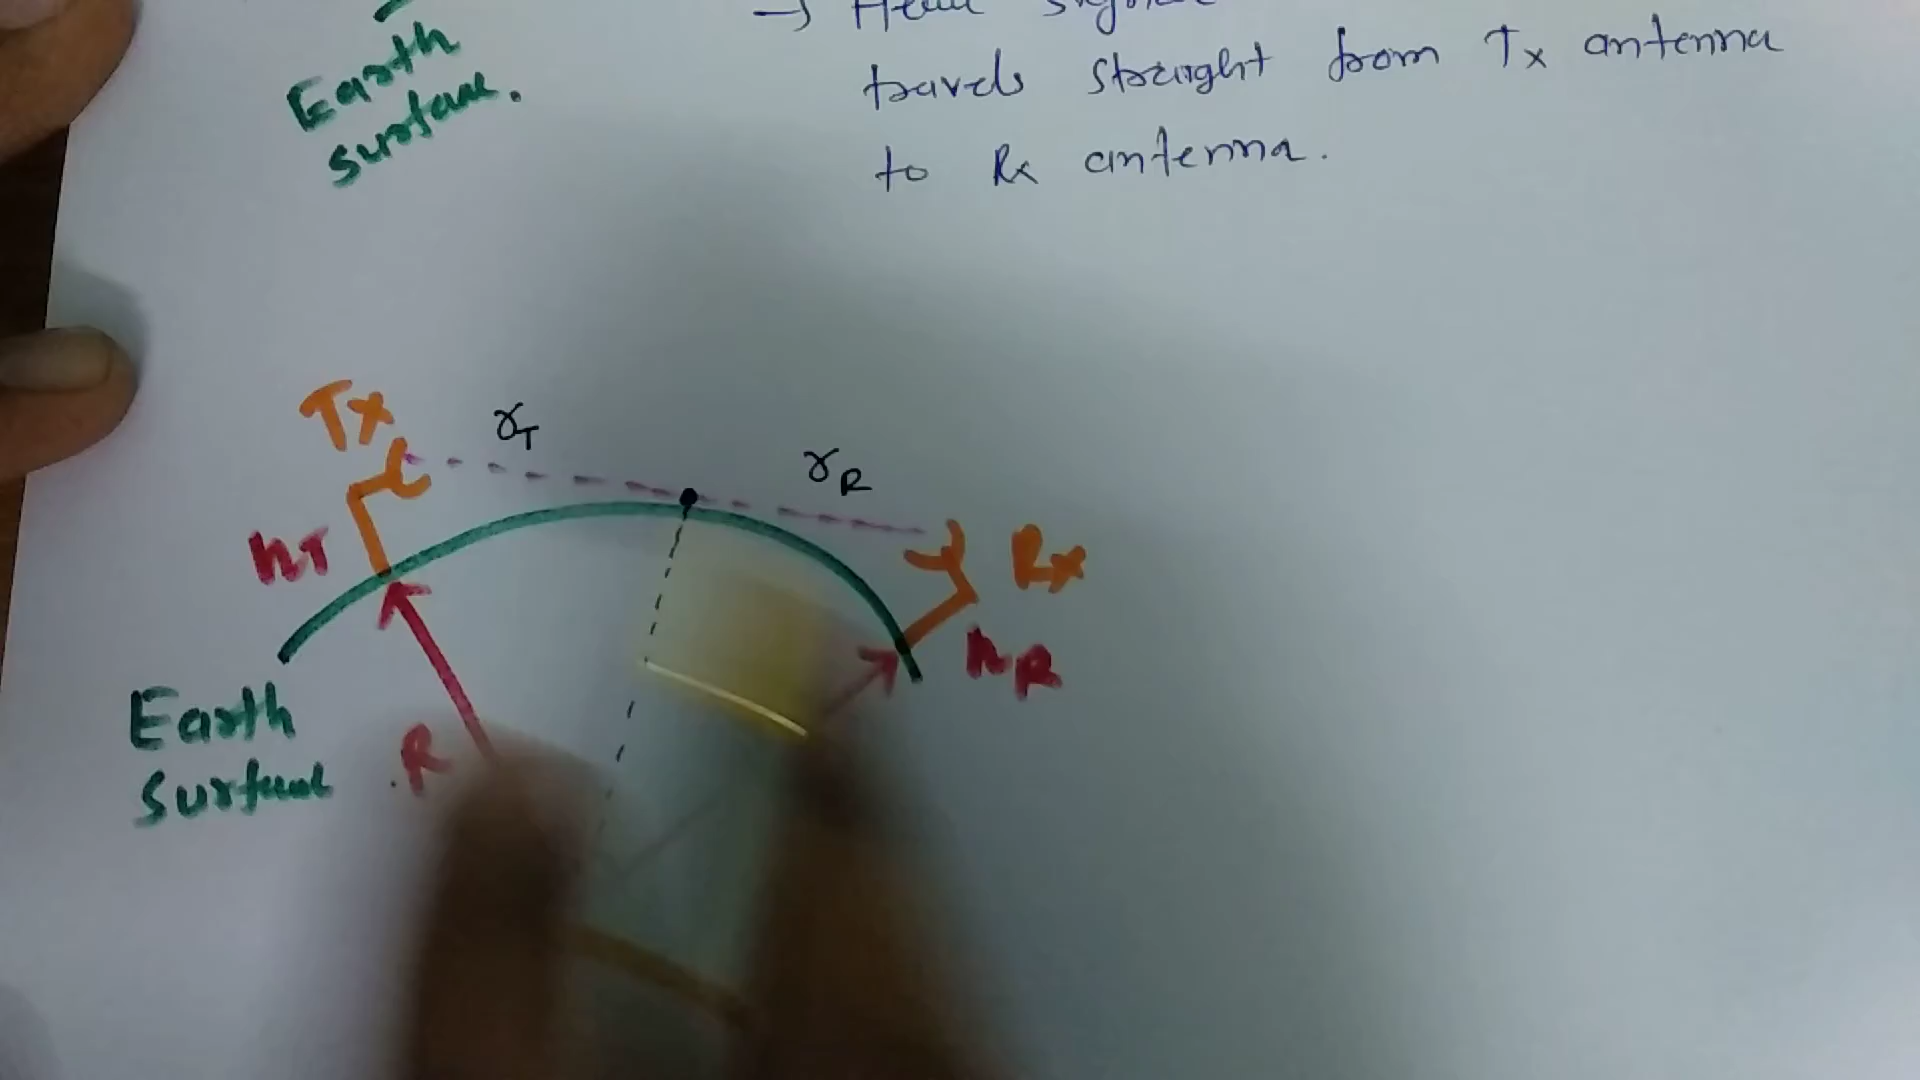 Earth
surface.
travels straight from Tx antenna
to Rx antenna.
Tx
rT
rR
hT
Rx
hR
Earth
surface
R